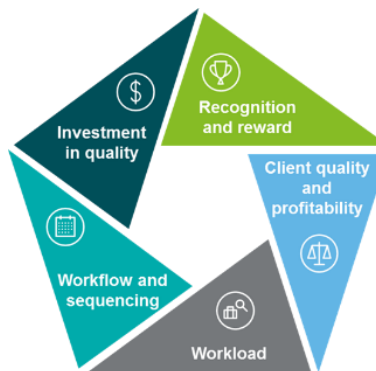 Investment
in quality
Recognition
and reward
Client quality
and
profitability
Workload
Workflow and
sequencing